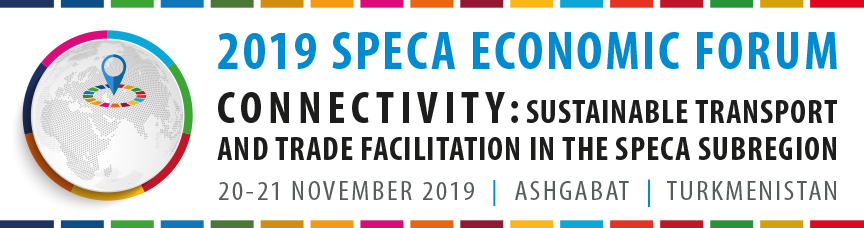 2019 SPECA ECONOMIC FORUM
CONNECTIVITY: SUSTAINABLE TRANSPORT
AND TRADE FACILITATION IN THE SPECA SUBREGION
20-21 NOVEMBER 2019 | ASHGABAT | TURKMENISTAN